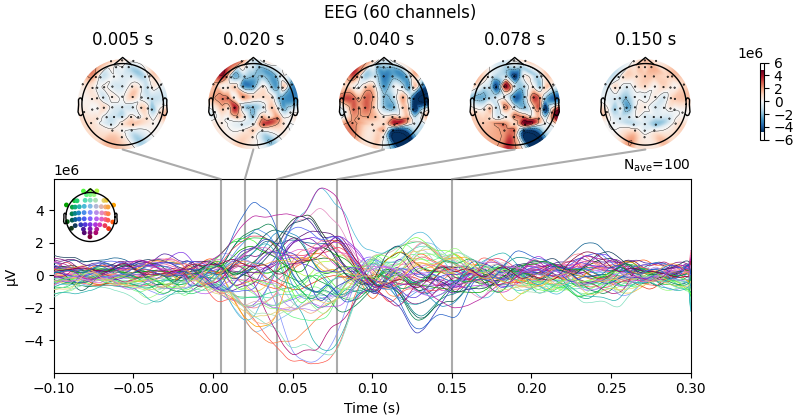 EEG (60 channels)
0.005 s 0.020 s 0.040 s 0.078 s 0.150 s
1e6
6
4
2
0
−2
−4
−6
Nave=100
1e6
4
2
0
−2
−4
µV
−0.10 −0.05 0.00 0.05 0.10 0.15 0.20 0.25 0.30
Time (s)